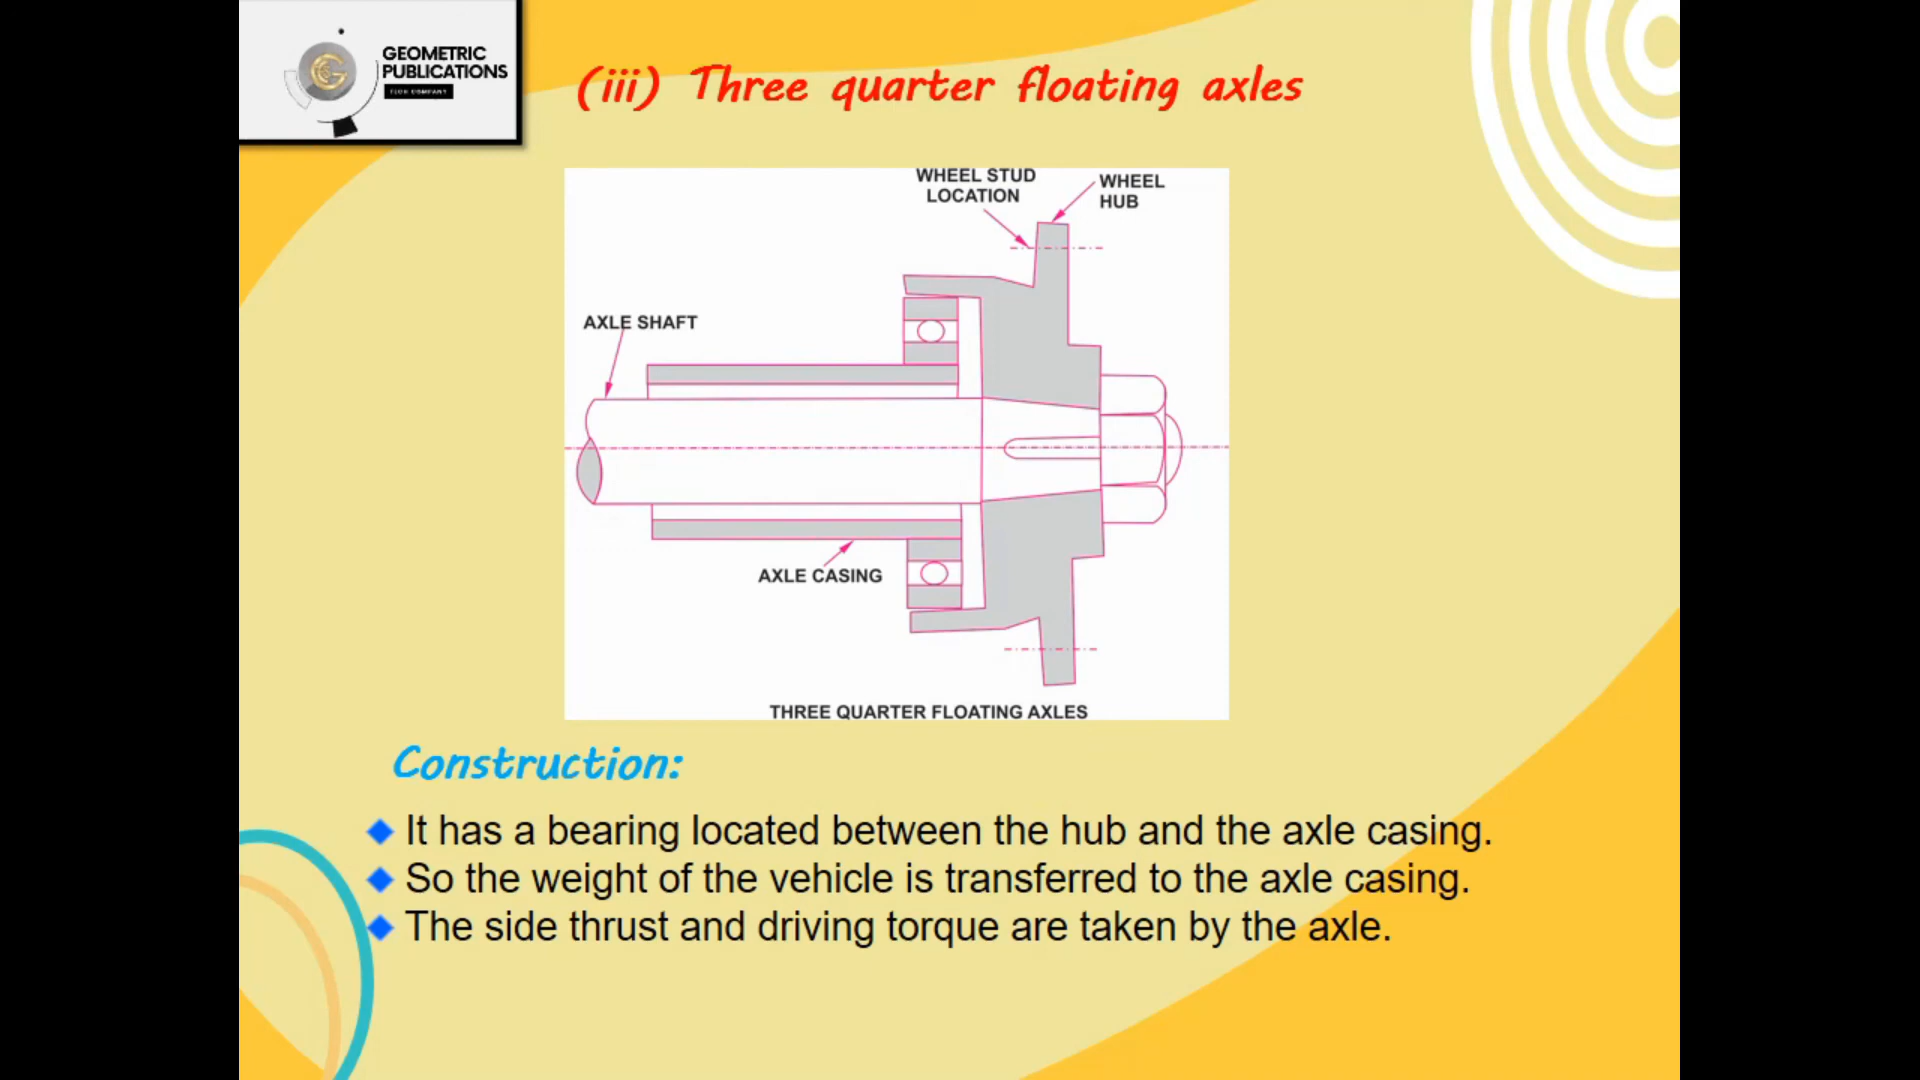 GEOMETRIC
PUBLICATIONS
TECH COMPANY
(iii) Three quarter floating axles
WHEEL STUD
LOCATION
WHEEL
HUB
AXLE SHAFT
AXLE CASING
THREE QUARTER FLOATING AXLES
Construction:
It has a bearing located between the hub and the axle casing.
So the weight of the vehicle is transferred to the axle casing.
The side thrust and driving torque are taken by the axle.